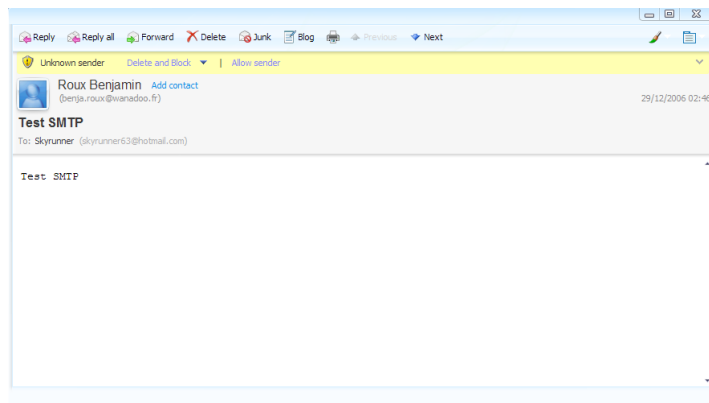 Reply Reply all Forward Delete Junk Blog Previous Next
Unknown sender Delete and Block | Allow sender
Roux Benjamin Add contact
(benja.roux@wanadoo.fr) 29/12/2006 02:46
Test SMTP
To: Skyrunner (skyrunner63@hotmail.com)
Test SMTP